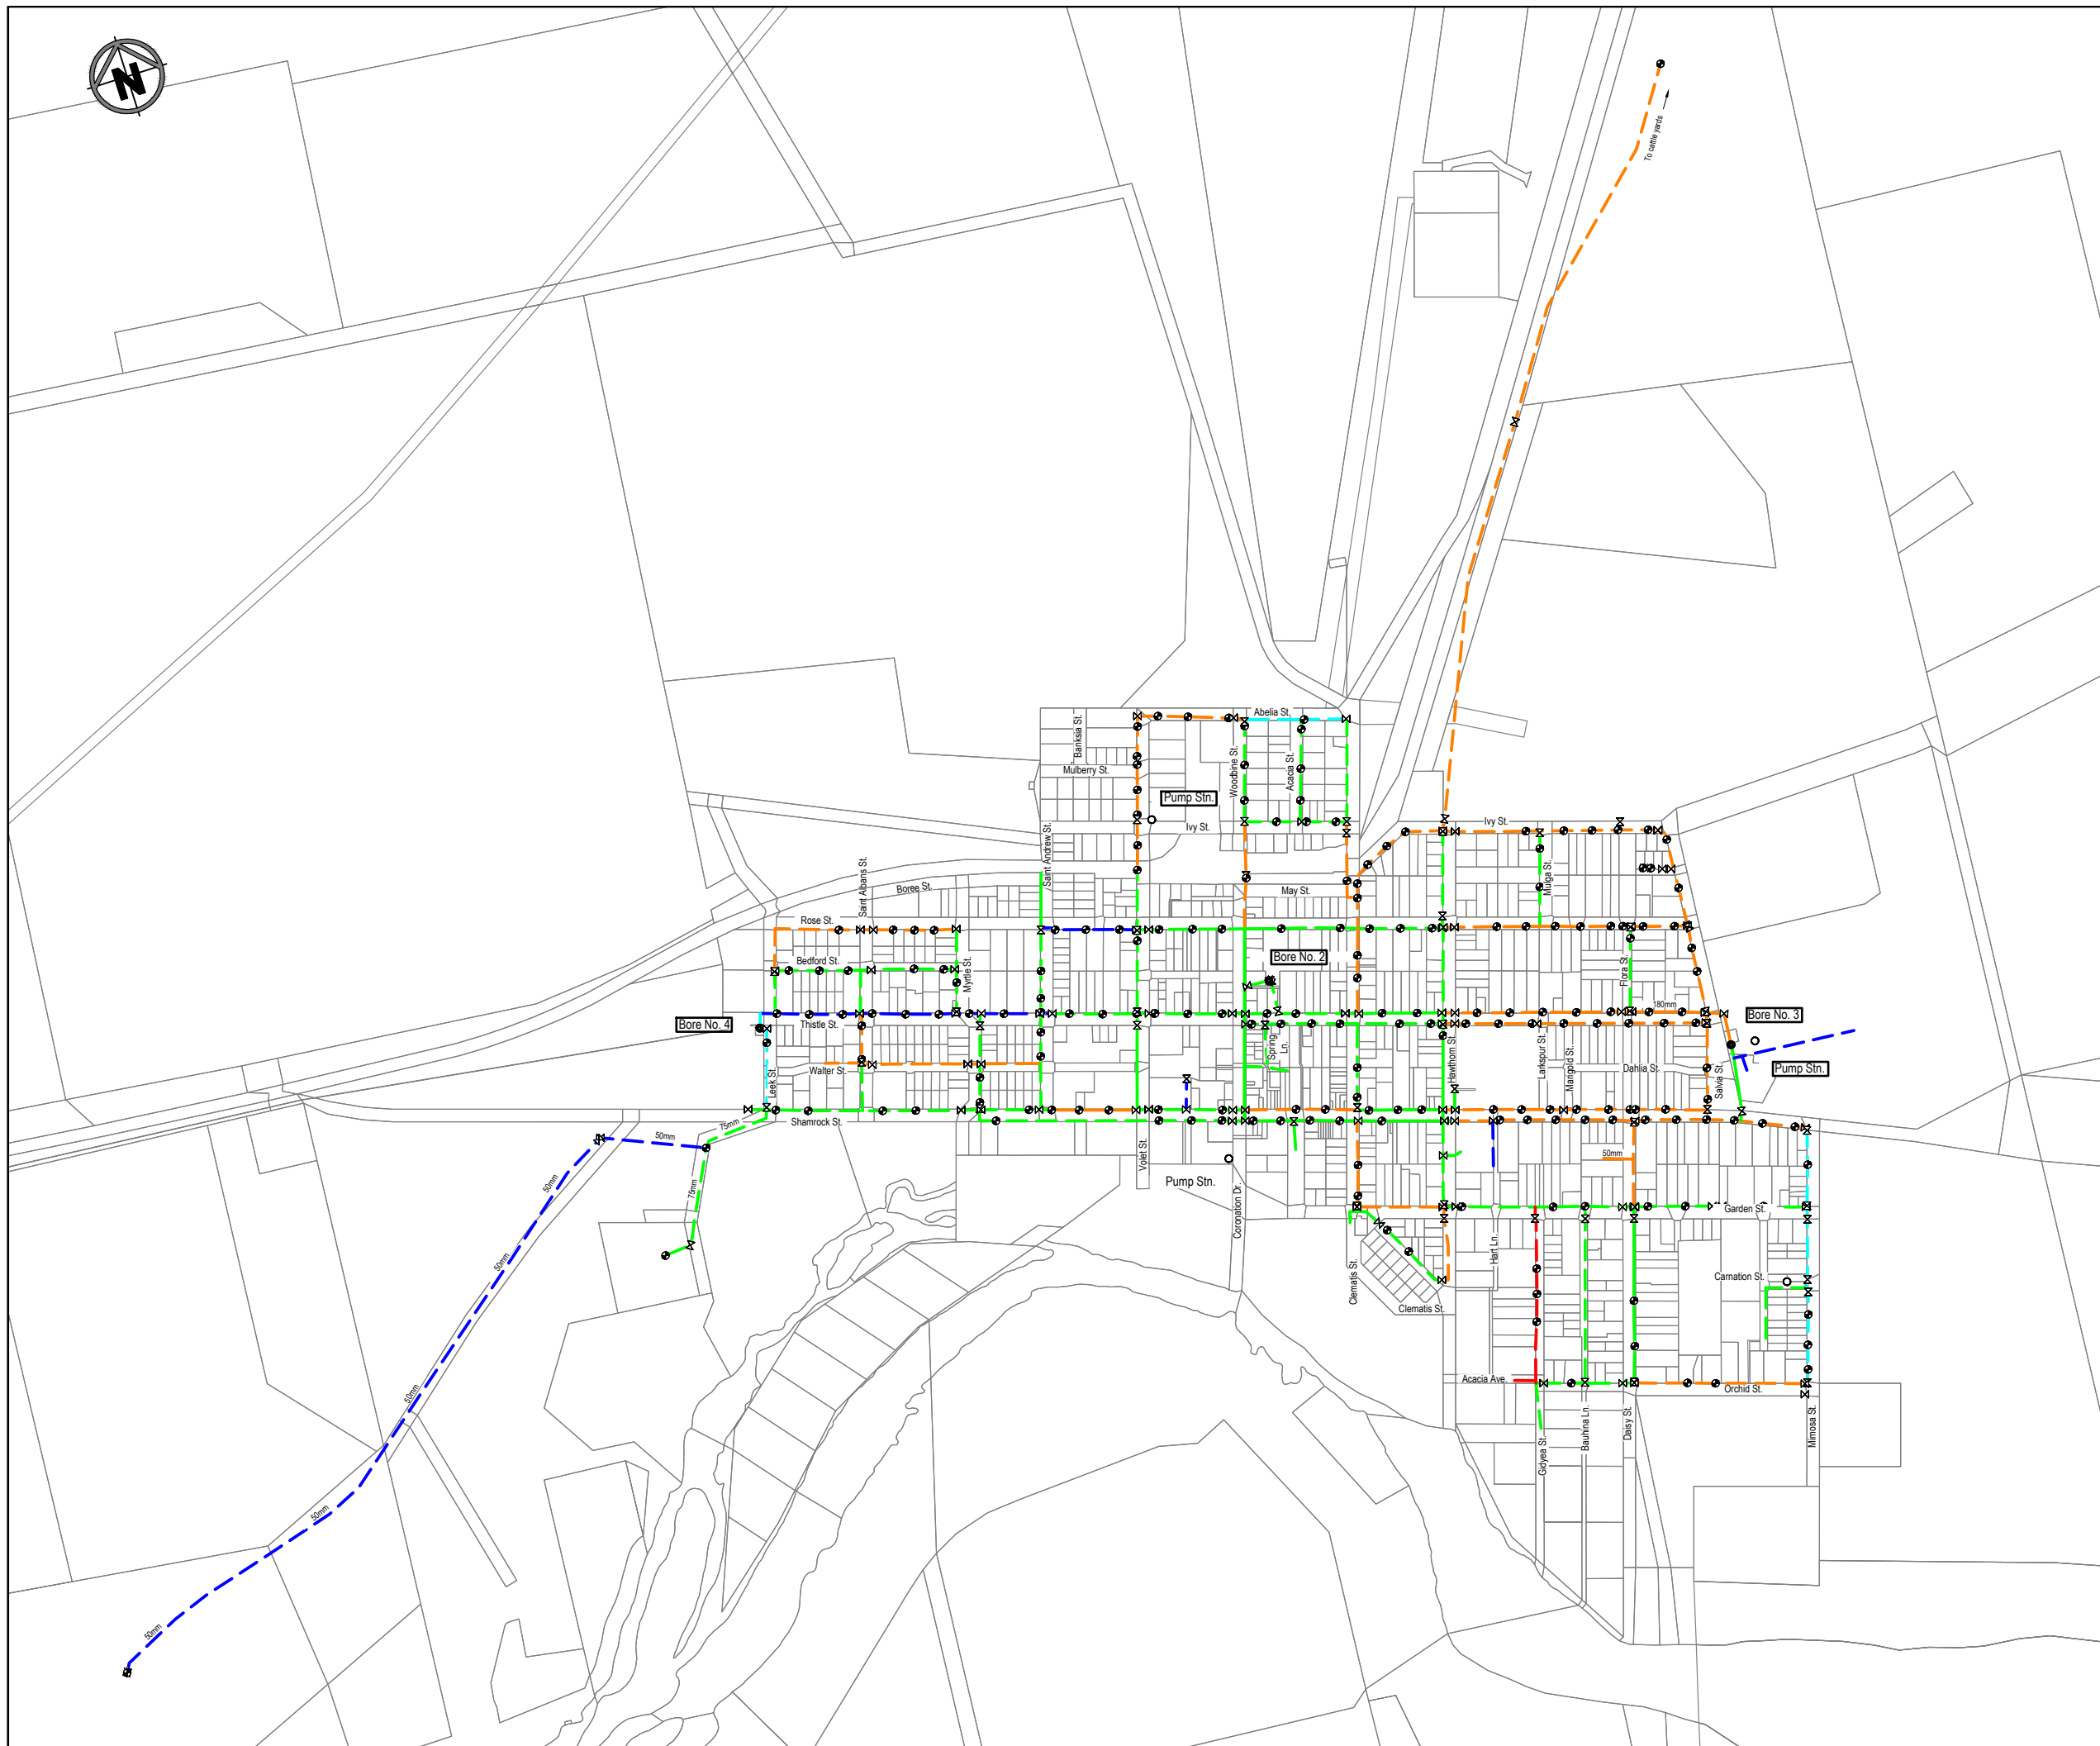 N
To cattle yards
Abelia St.
Banksia St.
Woodbine St.
Acacia St.
Mulberry St.
Pump Stn.
Ivy St.
Ivy St.
Saint Andrew St.
Saint Albans St.
Mulga St.
Boree St.
May St.
Rose St.
Bedford St.
Myrtle St.
Bore No. 2
Flora St.
180mm
Bore No. 4
Thistle St.
Bore No. 3
Spring
Ln.
Hawthorn St.
Larkspur St.
Marigold St.
Walter St.
Leek St.
Dahlia St.
Salvia St.
Pump Stn.
Shamrock St.
75mm
50mm
Volet St.
50mm
50mm
75mm
Pump Stn.
Coronation Dr.
Garden St.
Hart Ln.
50mm
Clematis St.
Carnation St.
Clematis St.
50mm
Acacia Ave.
Orchid St.
Gidyea St.
Bauhina Ln.
Daisy St.
Mimosa St.
50mm
50mm